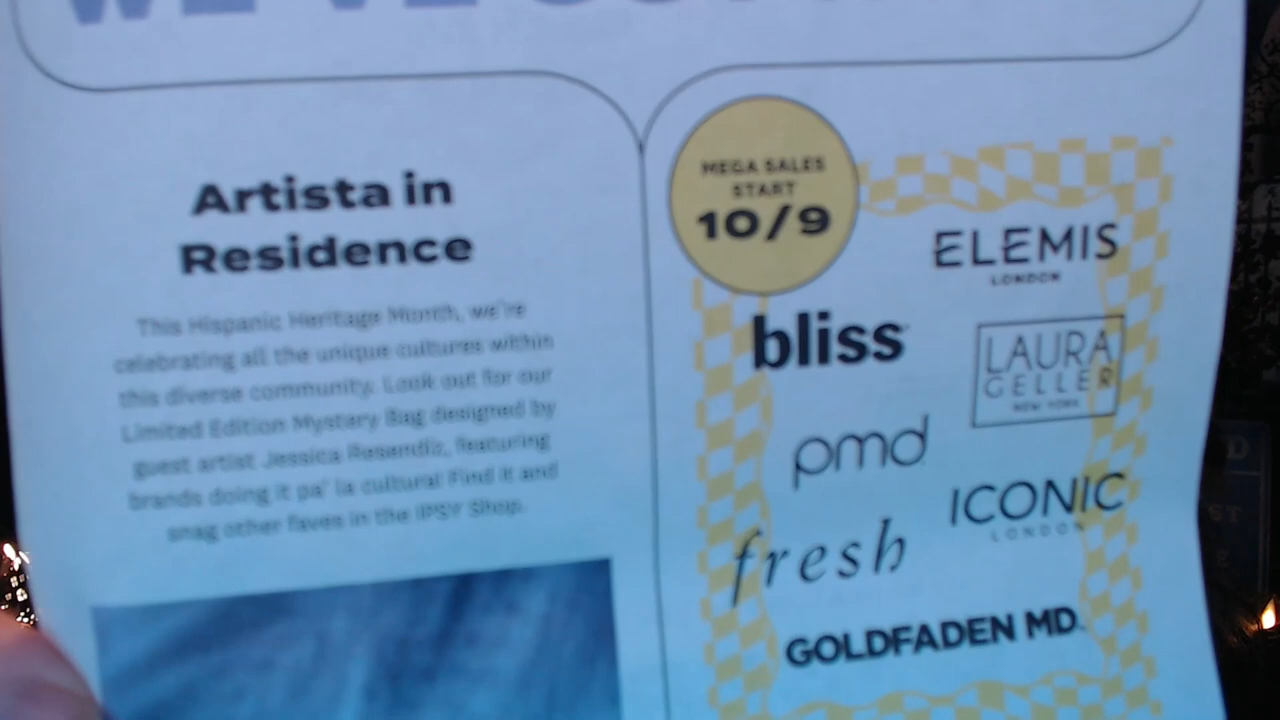 Artista in
Residence
This Hispanic Heritage Month, we're
celebrating all the unique cultures within
this diverse community. Look out for our
Limited Edition Mystery Bag designed by
guest artist Jessica Resendiz, featuring
brands doing it pa' la cultura! Find it and
snag other faves in the IPSY Shop.
MEGA SALES
START
10/9
ELEMIS
LONDON
bliss
LAURA
GELLER
NEW YORK
pmd
ICONIC
LONDON
fresh
GOLDFADEN MD